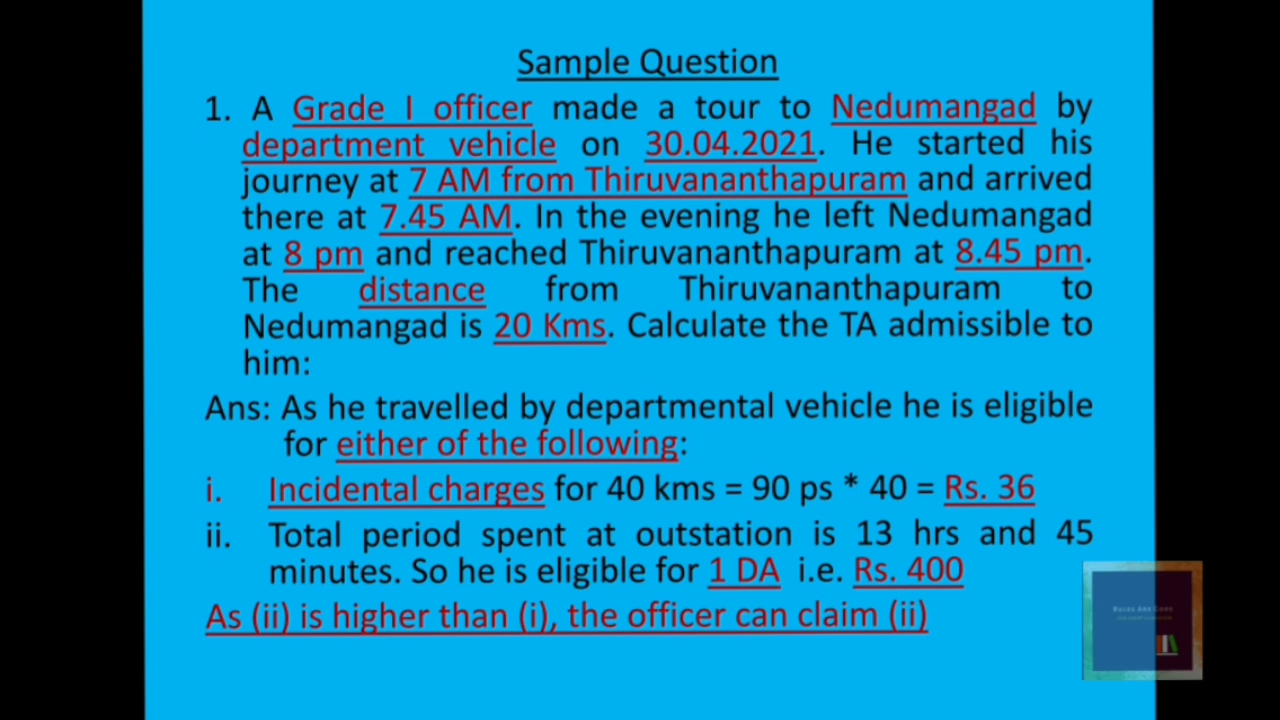 Sample Question
1. A Grade I officer made a tour to Nedumangad by
department vehicle on 30.04.2021. He started his
journey at 7 AM from Thiruvananthapuram and arrived
there at 7.45 AM. In the evening he left Nedumangad
at 8 pm and reached Thiruvananthapuram at 8.45 pm.
The distance from Thiruvananthapuram to
Nedumangad is 20 Kms. Calculate the TA admissible to
him:
Ans: As he travelled by departmental vehicle he is eligible
for either of the following:
i. Incidental charges for 40 kms = 90 ps * 40 = Rs. 36
ii. Total period spent at outstation is 13 hrs and 45
minutes. So he is eligible for 1 DA i.e. Rs. 400
As (ii) is higher than (i), the officer can claim (ii)